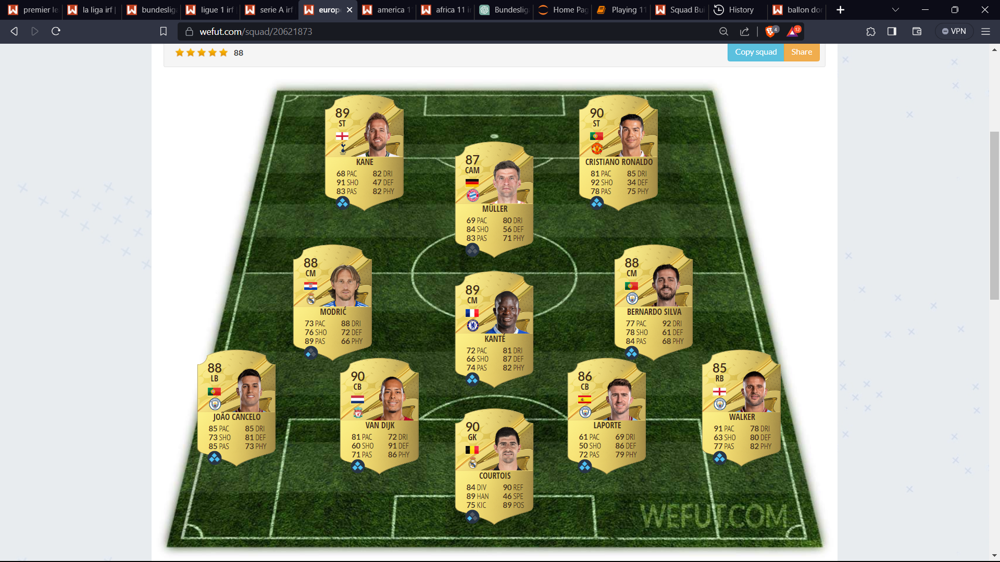 premier le
la liga irf
bundeslig
ligue 1 irf
serie A irf
europ
america 1
africa 11 i
Bundeslig
Home Pag
Playing 11
Squad Bui
History
ballon dor
wefut.com/squad/20621873
4
12
VPN
88
Copy squad
Share
89
ST
KANE
68 PAC 82 DRI
91 SHO 47 DEF
83 PAS 82 PHY
90
ST
CRISTIANO RONALDO
81 PAC 85 DRI
92 SHO 34 DEF
78 PAS 75 PHY
87
CAM
MÜLLER
69 PAC 80 DRI
84 SHO 56 DEF
83 PAS 71 PHY
88
CM
MODRIĆ
73 PAC 88 DRI
76 SHO 72 DEF
89 PAS 66 PHY
89
CM
KANTÉ
72 PAC 81 DRI
66 SHO 87 DEF
74 PAS 82 PHY
88
CM
BERNARDO SILVA
77 PAC 92 DRI
78 SHO 61 DEF
84 PAS 68 PHY
88
LB
JOÃO CANCELO
85 PAC 85 DRI
73 SHO 81 DEF
85 PAS 73 PHY
90
CB
VAN DIJK
81 PAC 72 DRI
60 SHO 91 DEF
71 PAS 86 PHY
90
GK
COURTOIS
84 DIV 90 REF
89 HAN 46 SPE
75 KIC 89 POS
86
CB
LAPORTE
61 PAC 69 DRI
50 SHO 86 DEF
72 PAS 79 PHY
85
RB
WALKER
91 PAC 78 DRI
63 SHO 80 DEF
77 PAS 82 PHY
WEFUT.COM